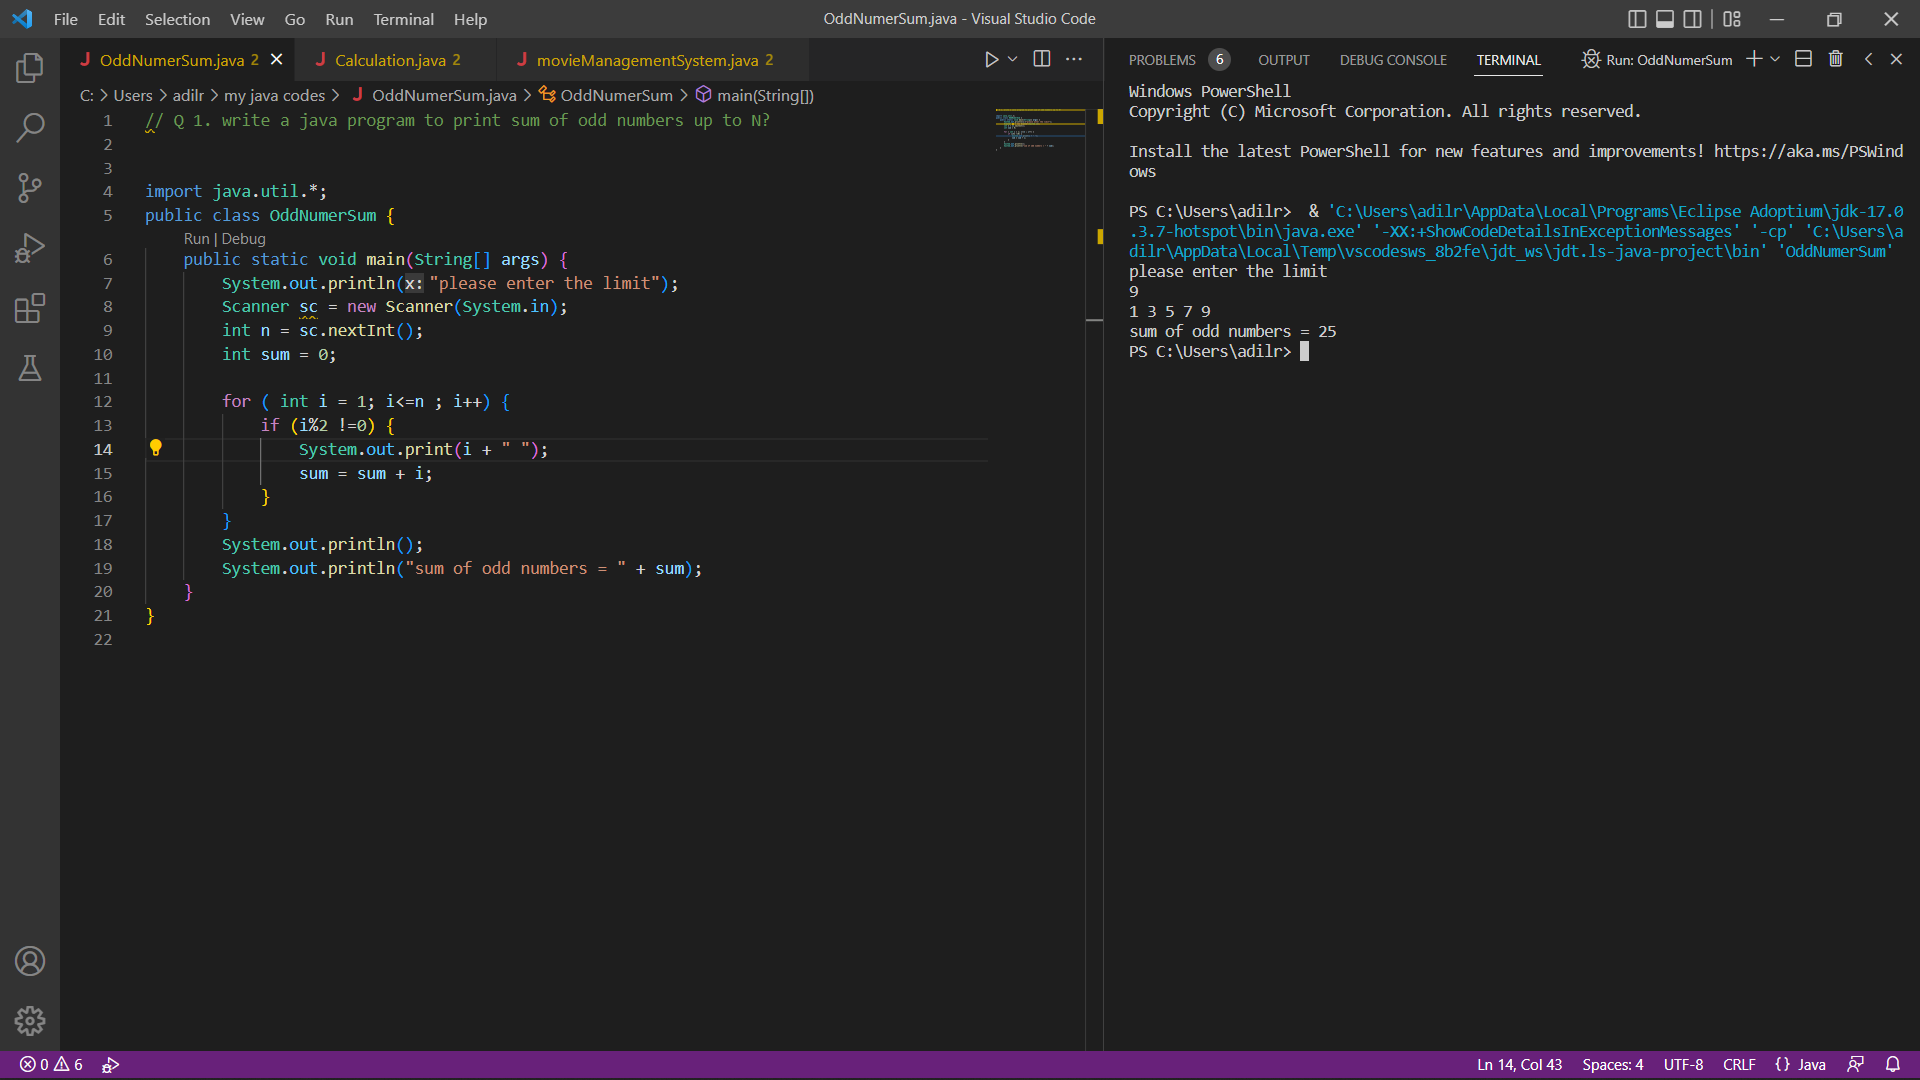 File Edit Selection View Go Run Terminal Help
OddNumerSum.java - Visual Studio Code
OddNumerSum.java 2
Calculation.java 2
movieManagementSystem.java 2
C: > Users > adilr > my java codes > OddNumerSum.java > OddNumerSum > main(String[])
1 // Q 1. write a java program to print sum of odd numbers up to N?
2
3
4 import java.util.*;
5 public class OddNumerSum {
Run | Debug
6 public static void main(String[] args) {
7 System.out.println(x: "please enter the limit");
8 Scanner sc = new Scanner(System.in);
9 int n = sc.nextInt();
10 int sum = 0;
11
12 for ( int i = 1; i<=n ; i++) {
13 if (i%2 !=0) {
14 System.out.print(i + " ");
15 sum = sum + i;
16 }
17 }
18 System.out.println();
19 System.out.println("sum of odd numbers = " + sum);
20 }
21 }
22
PROBLEMS 6 OUTPUT DEBUG CONSOLE TERMINAL
Run: OddNumerSum
Windows PowerShell
Copyright (C) Microsoft Corporation. All rights reserved.
Install the latest PowerShell for new features and improvements! https://aka.ms/PSWind
ows
PS C:\Users\adilr>  & 'C:\Users\adilr\AppData\Local\Programs\Eclipse Adoptium\jdk-17.0
.3.7-hotspot\bin\java.exe' '-XX:+ShowCodeDetailsInExceptionMessages' '-cp' 'C:\Users\a
dilr\AppData\Local\Temp\vscodesws_8b2fe\jdt_ws\jdt.ls-java-project\bin' 'OddNumerSum'
please enter the limit
9
1 3 5 7 9
sum of odd numbers = 25
PS C:\Users\adilr>
0 6
Ln 14, Col 43 Spaces: 4 UTF-8 CRLF {} Java